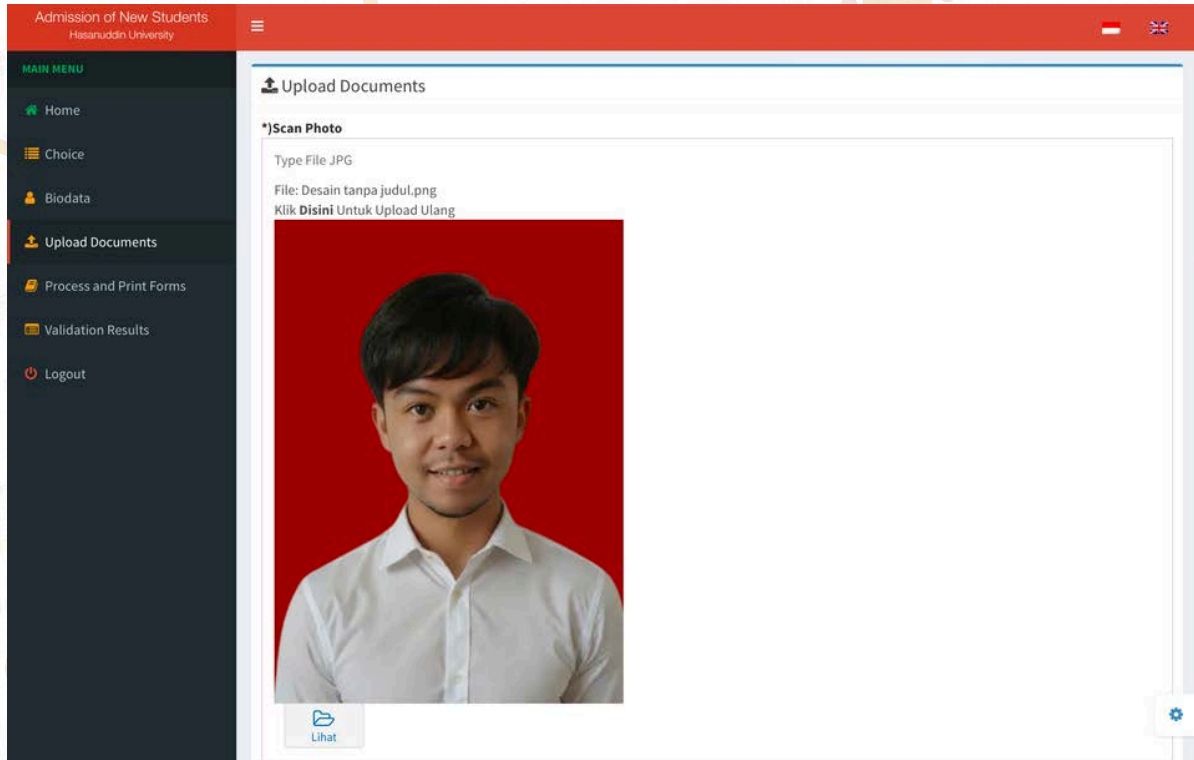 Admission of New Students
Hasanuddin University
MAIN MENU
Home
Choice
Biodata
Upload Documents
Process and Print Forms
Validation Results
Logout
Upload Documents
*)Scan Photo
Type File JPG
File: Desain tanpa judul.png
Klik Disini Untuk Upload Ulang
Lihat